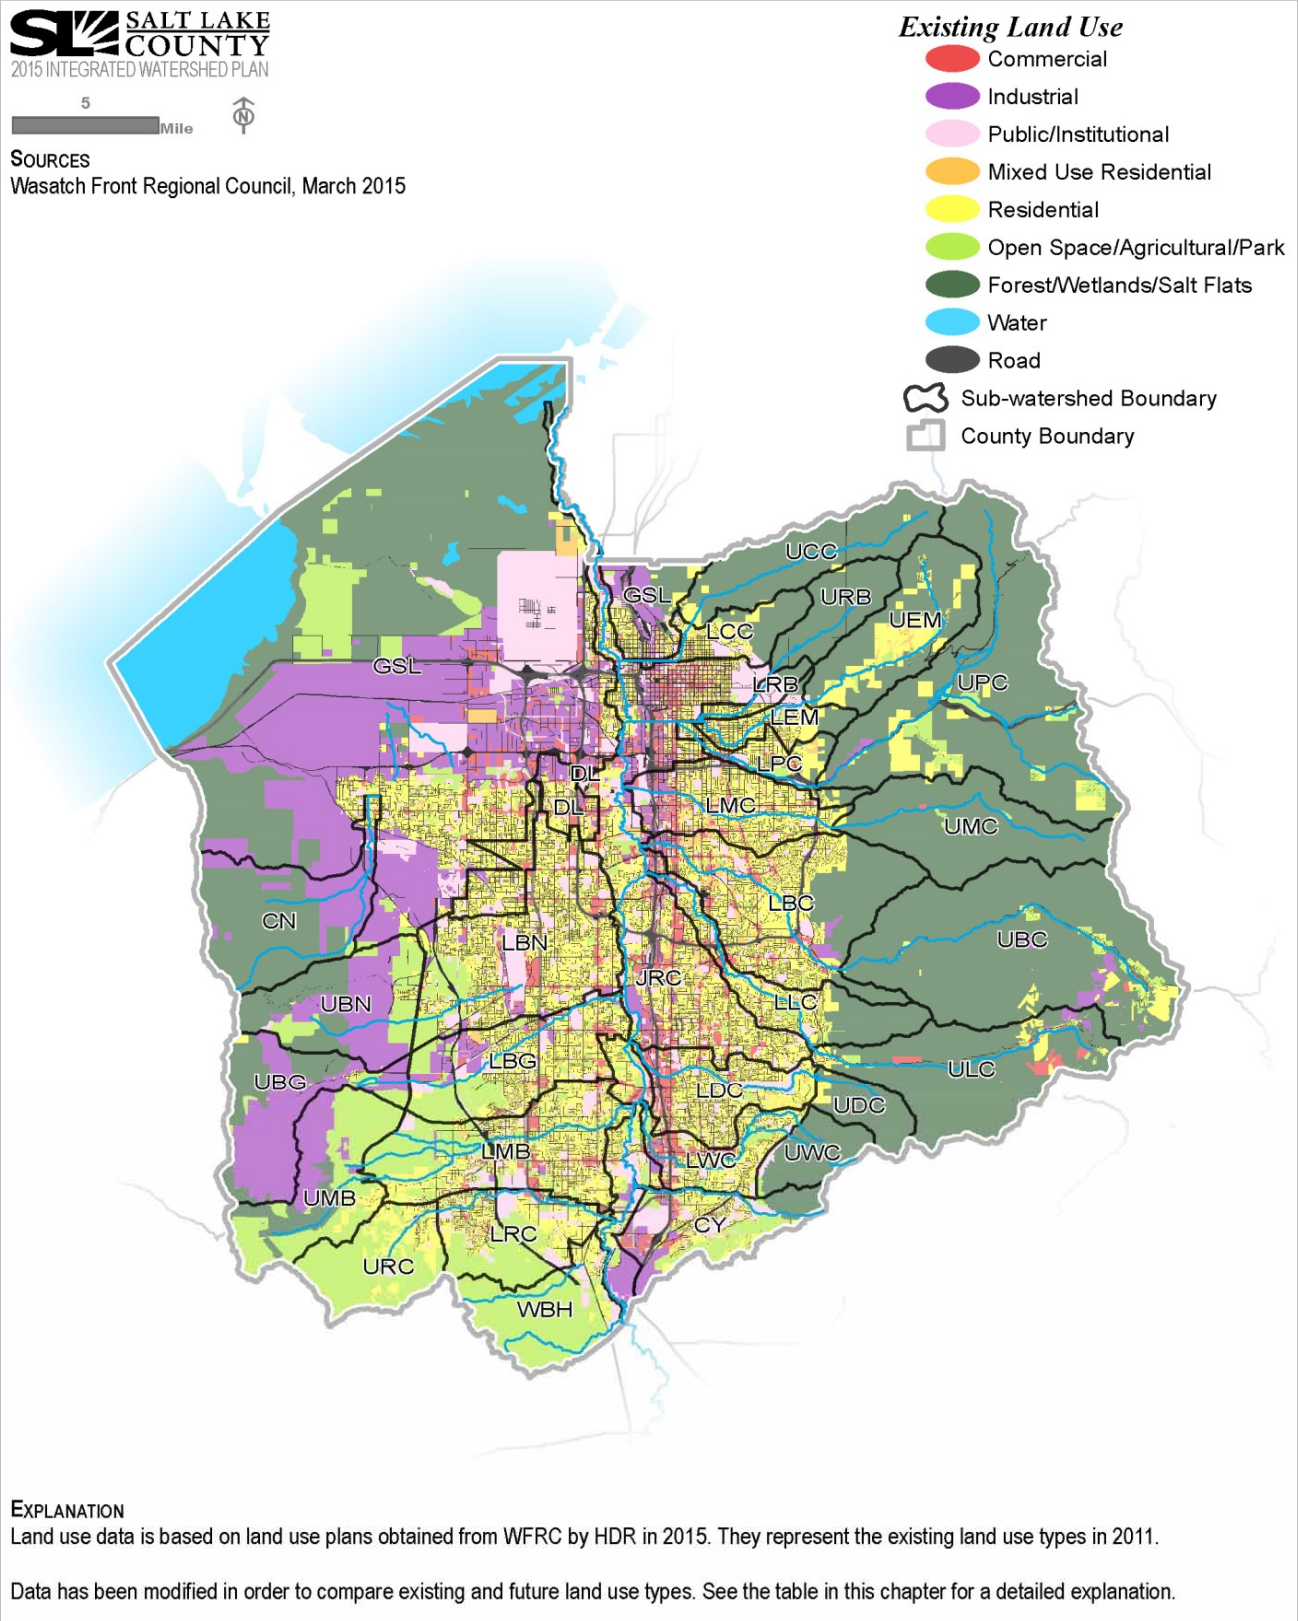 SL SALT LAKE
COUNTY
2015 INTEGRATED WATERSHED PLAN
5
Mile
N
SOURCES
Wasatch Front Regional Council, March 2015
Existing Land Use
Commercial
Industrial
Public/Institutional
Mixed Use Residential
Residential
Open Space/Agricultural/Park
Forest/Wetlands/Salt Flats
Water
Road
Sub-watershed Boundary
County Boundary
UCC
GSL
URB
UEM
LCC
GSL
LRB
UPC
LEM
LPC
DL
DL
LMC
UMC
LBC
CN
LBN
UBC
JRC
UBN
LLC
LBG
ULC
UBG
LDC
UDC
LMB
LWC
UWC
UMB
CY
LRC
URC
WBH
EXPLANATION
Land use data is based on land use plans obtained from WFRC by HDR in 2015. They represent the existing land use types in 2011.
Data has been modified in order to compare existing and future land use types. See the table in this chapter for a detailed explanation.